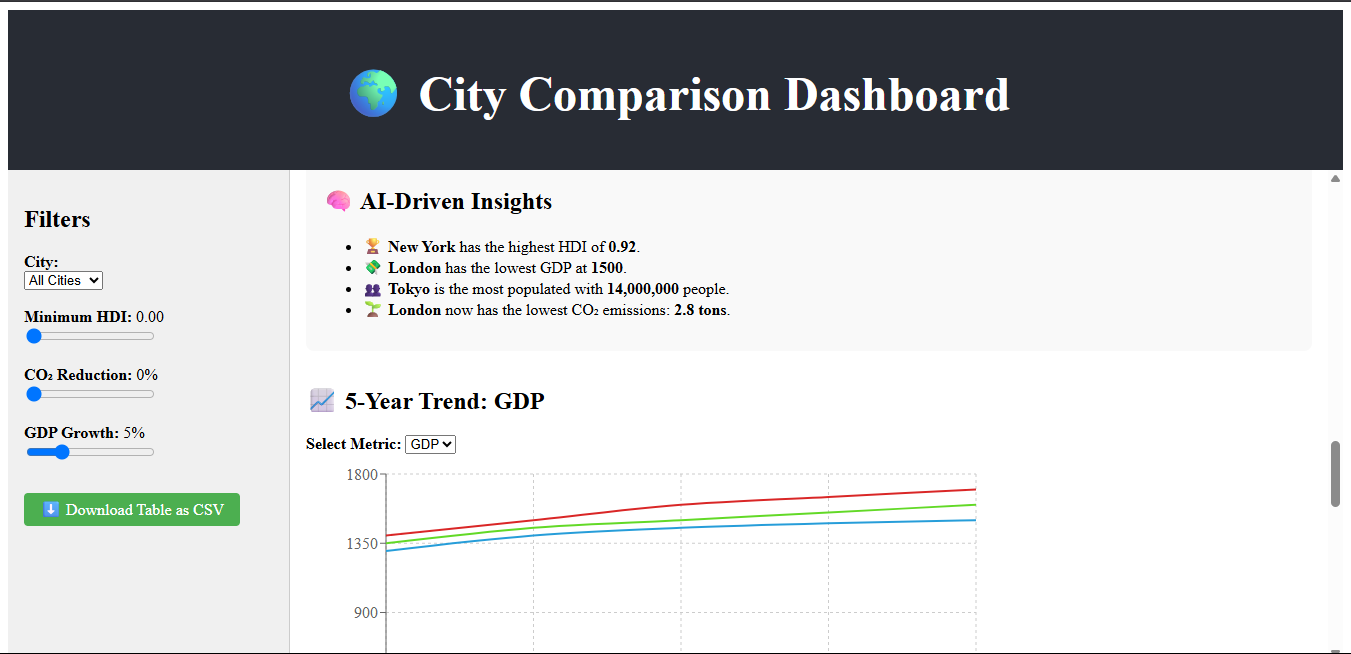 🌍 City Comparison Dashboard
Filters
City:
All Cities
Minimum HDI: 0.00
CO₂ Reduction: 0%
GDP Growth: 5%
⬇️ Download Table as CSV
🧠 AI-Driven Insights
• 🏆 New York has the highest HDI of 0.92.
• 💸 London has the lowest GDP at 1500.
• 👥 Tokyo is the most populated with 14,000,000 people.
• 🌱 London now has the lowest CO₂ emissions: 2.8 tons.
📈 5-Year Trend: GDP
Select Metric: GDP
1800
1350
900